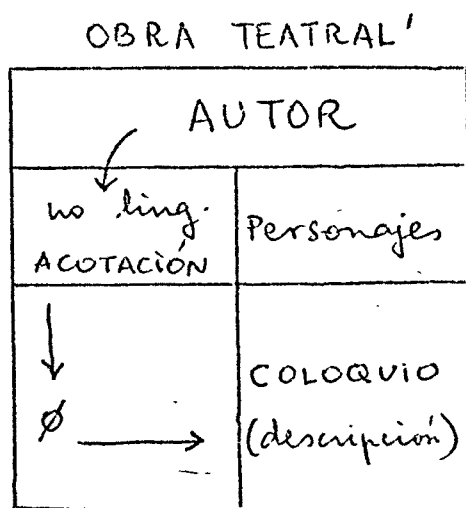 OBRA TEATRAL'
AUTOR
no ling.
ACOTACIÓN
Personajes
Ø
COLOQUIO
(descripción)